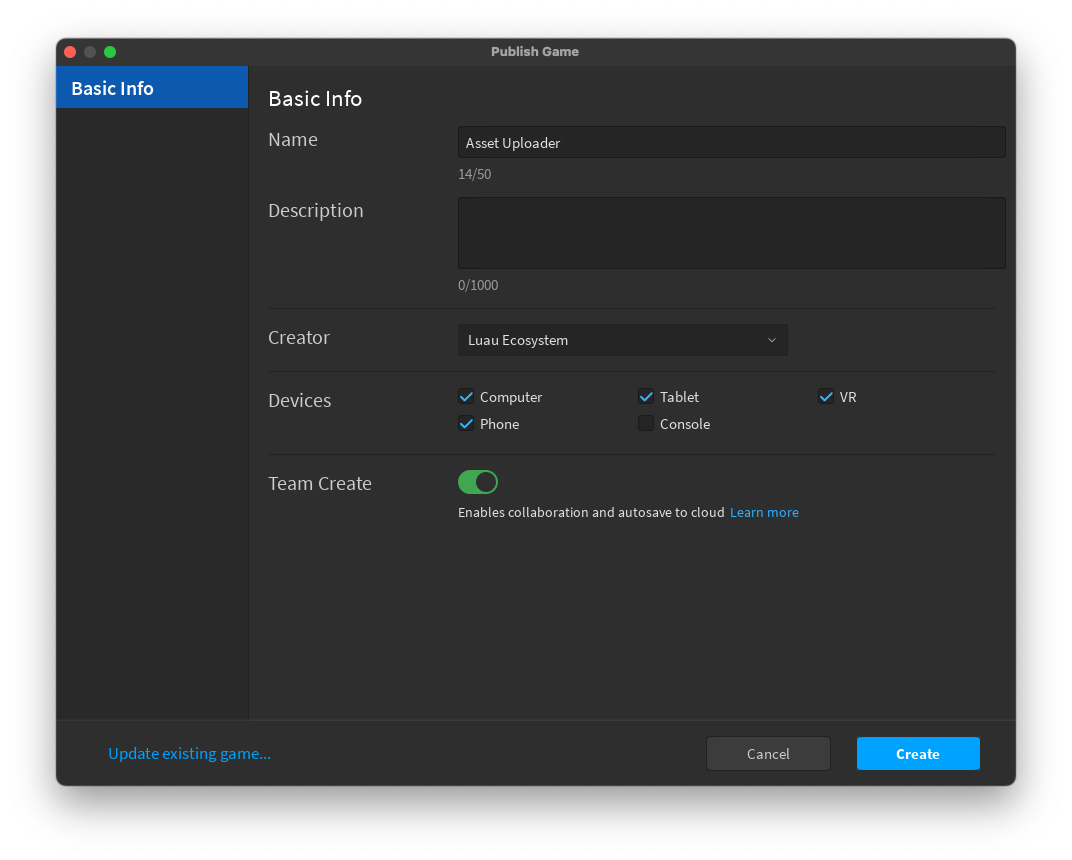 Publish Game
Basic Info
Basic Info
Name
Asset Uploader
14/50
Description
0/1000
Creator
Luau Ecosystem
Devices
Computer
Tablet
VR
Phone
Console
Team Create
Enables collaboration and autosave to cloud Learn more
Update existing game...
Cancel
Create